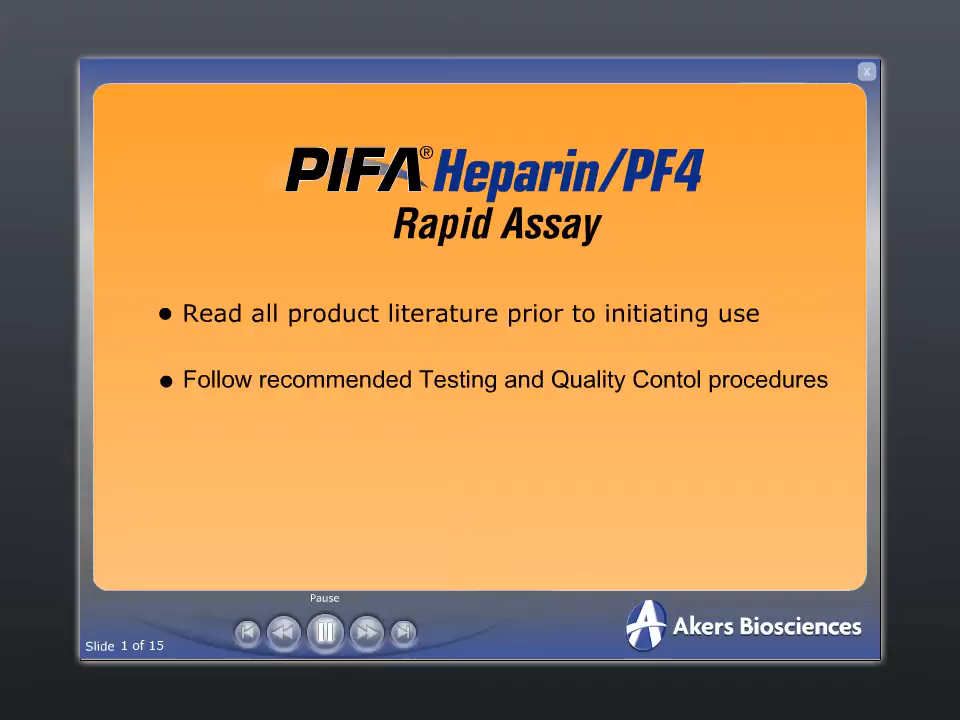 X
PIFA® Heparin/PF4
Rapid Assay
• Read all product literature prior to initiating use
• Follow recommended Testing and Quality Contol procedures
Pause
Slide 1 of 15
Akers Biosciences